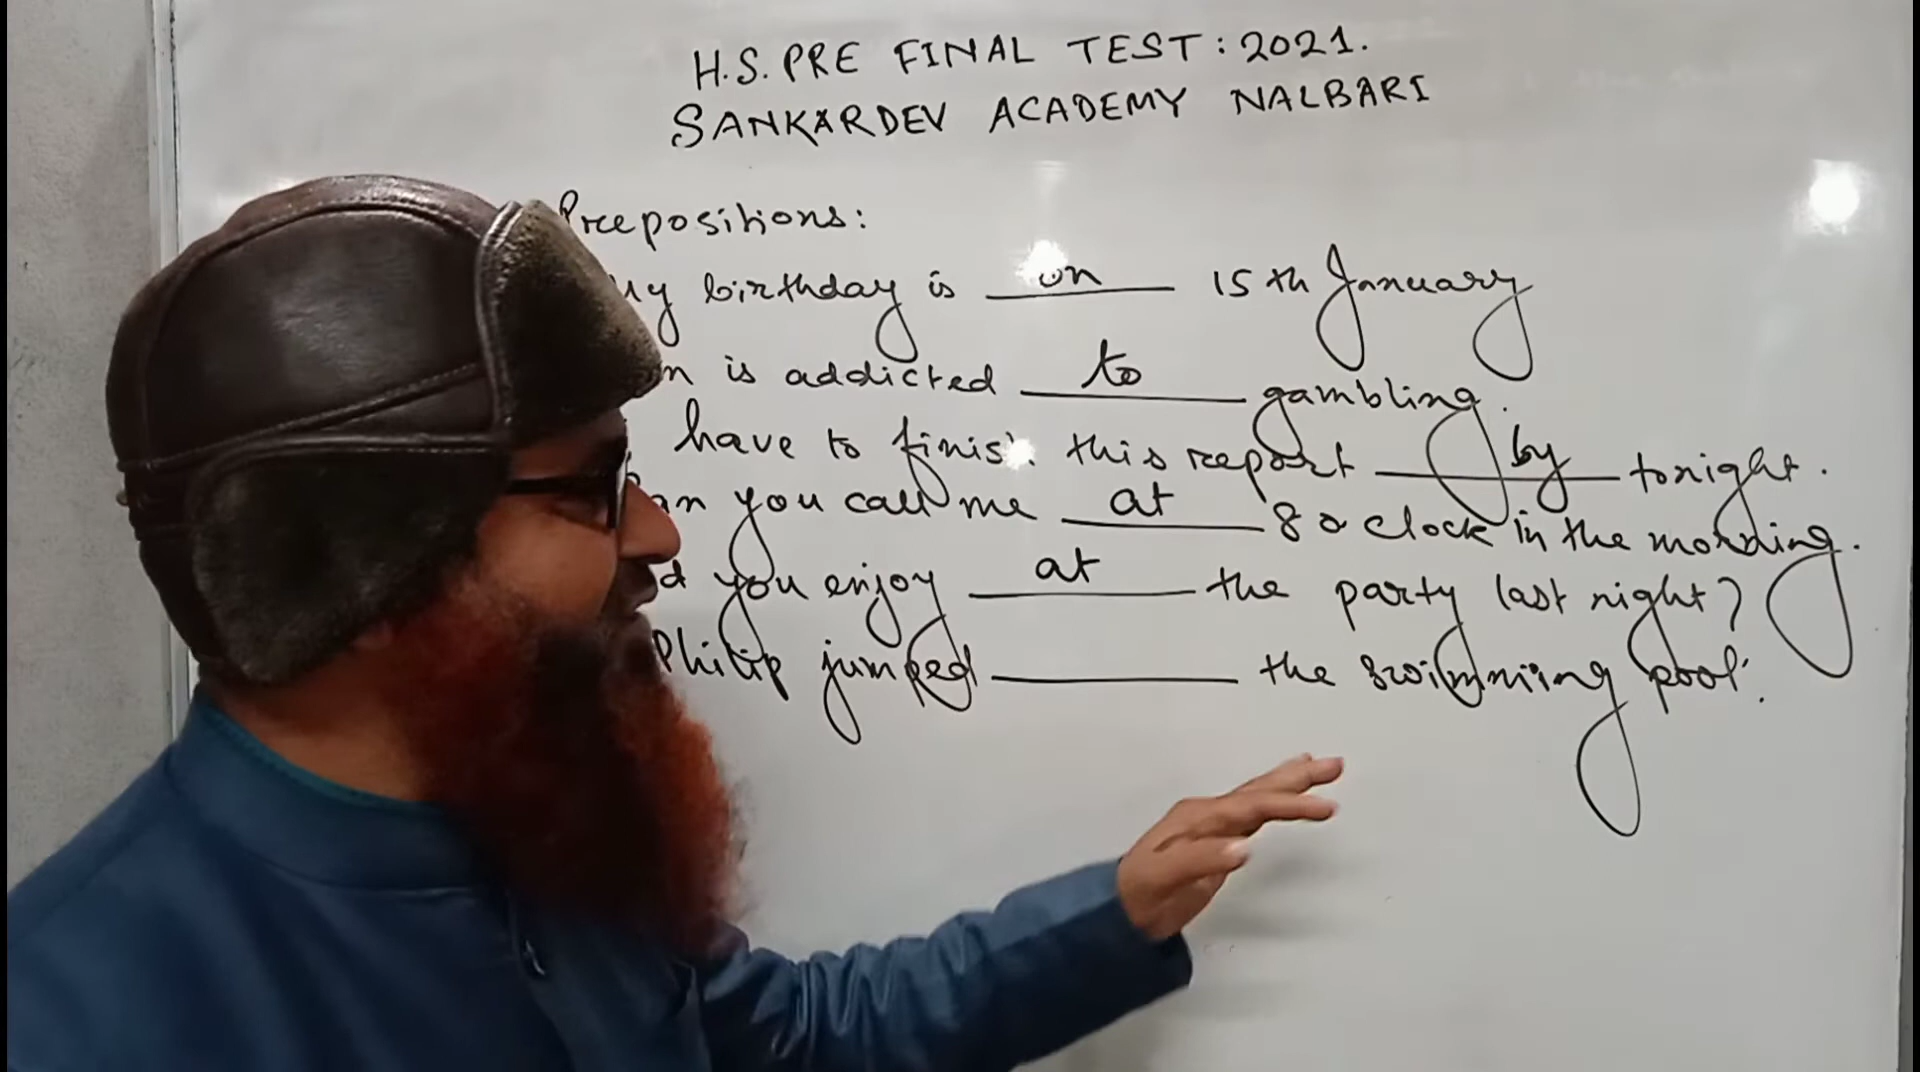 H.S. PRE FINAL TEST : 2021.
SANKARDEV ACADEMY NALBARI
Prepositions:
birthday is on 15th January
is addicted to gambling.
have to finish this report by tonight.
you call me at 8 o clock in the morning.
you enjoy at the party last night?
Philip jumped ______ the swimming pool.